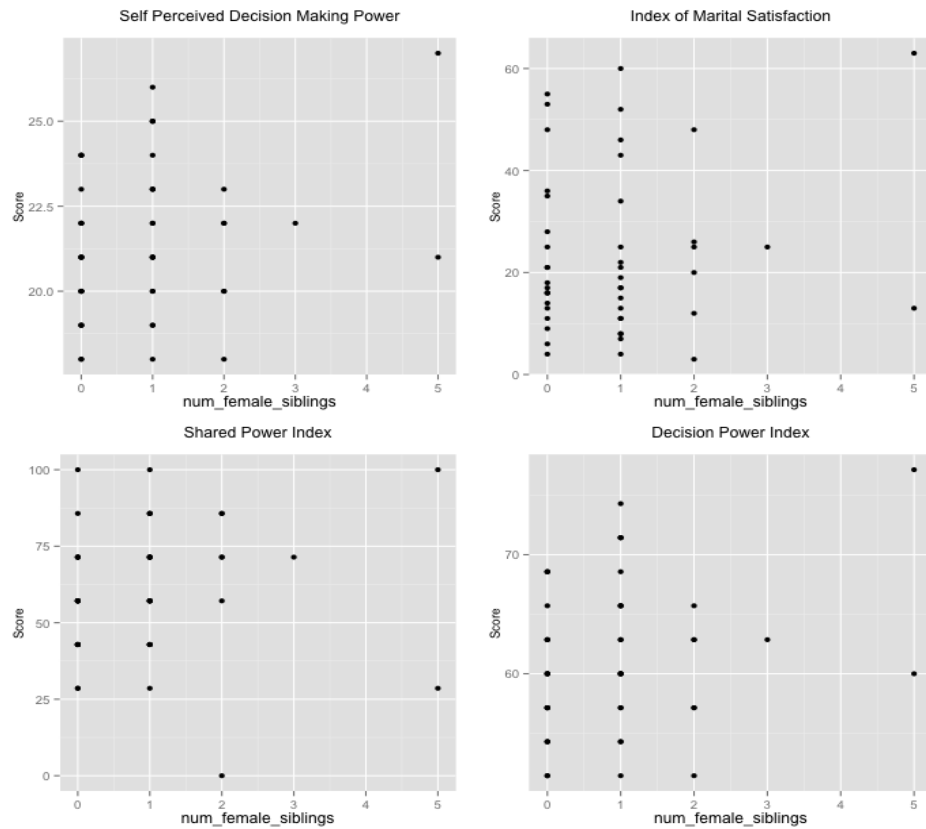 Self Perceived Decision Making Power
Score
25.0
22.5
20.0
0 1 2 3 4 5
num_female_siblings
Index of Marital Satisfaction
Score
60
40
20
0
0 1 2 3 4 5
num_female_siblings
Shared Power Index
Score
100
75
50
25
0
0 1 2 3 4 5
num_female_siblings
Decision Power Index
Score
70
60
0 1 2 3 4 5
num_female_siblings